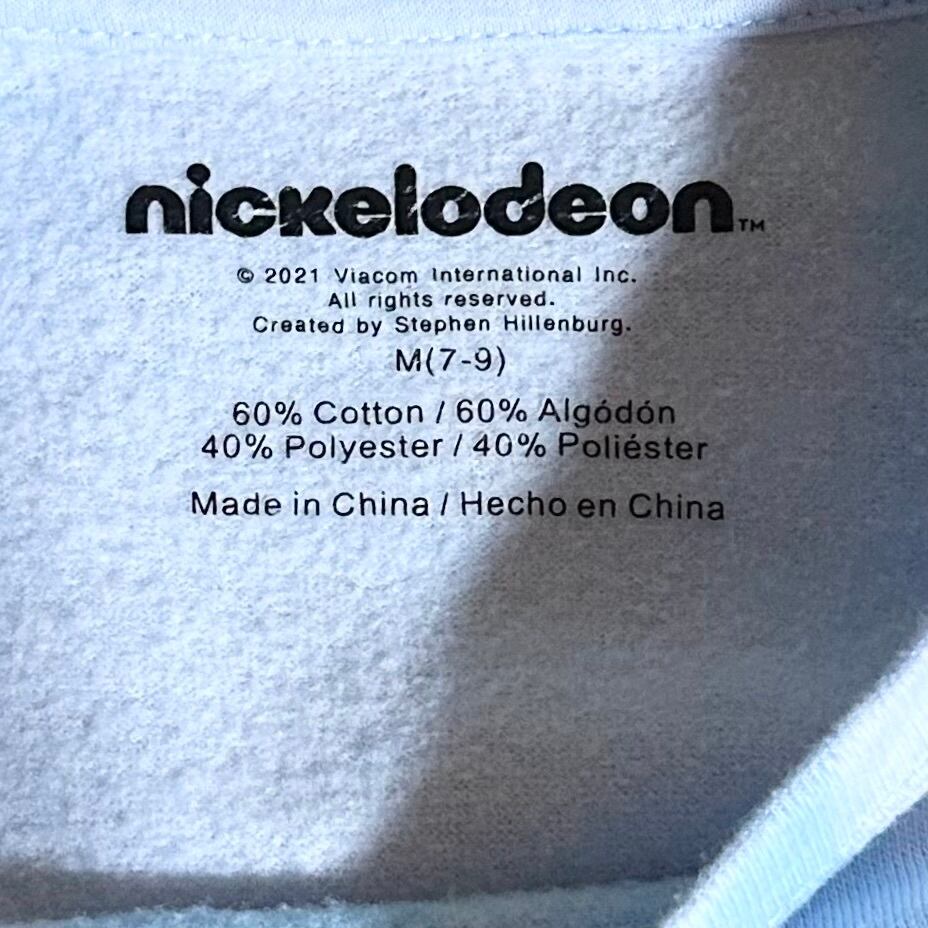 nickelodeon™
© 2021 Viacom International Inc.
All rights reserved.
Created by Stephen Hillenburg.
M(7-9)
60% Cotton / 60% Algódón
40% Polyester / 40% Poliéster
Made in China / Hecho en China